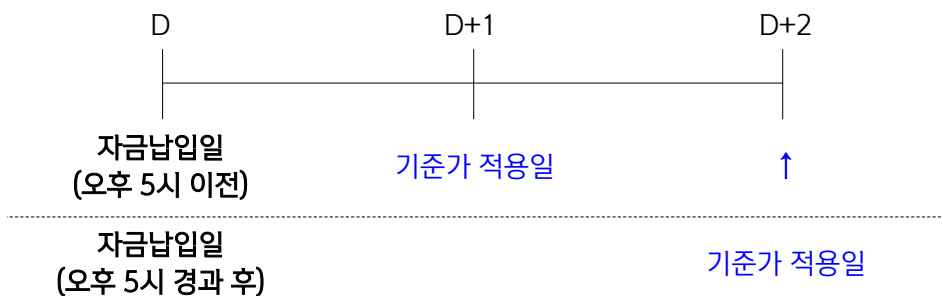 D D+1 D+2
자금납입일
(오후 5시 이전)
기준가 적용일
↑
자금납입일
(오후 5시 경과 후)
기준가 적용일